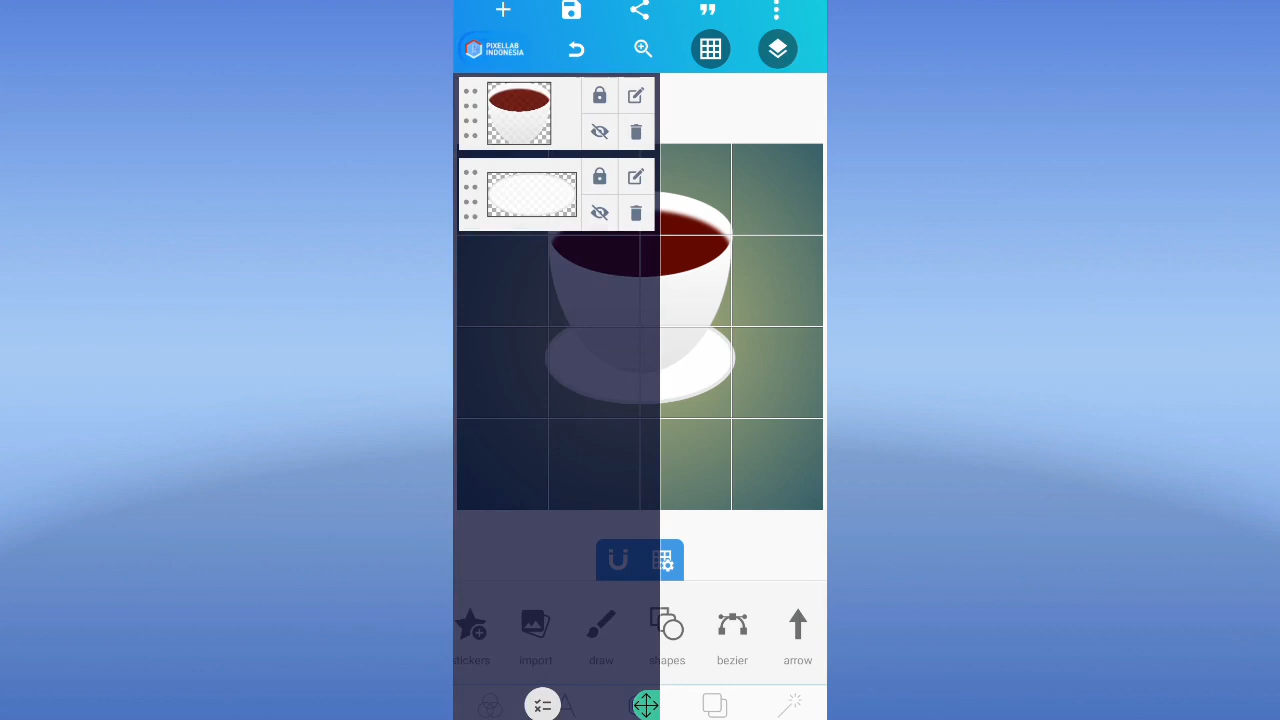 PIXELLAB
INDONESIA
stickers
import
draw
shapes
bezier
arrow
A